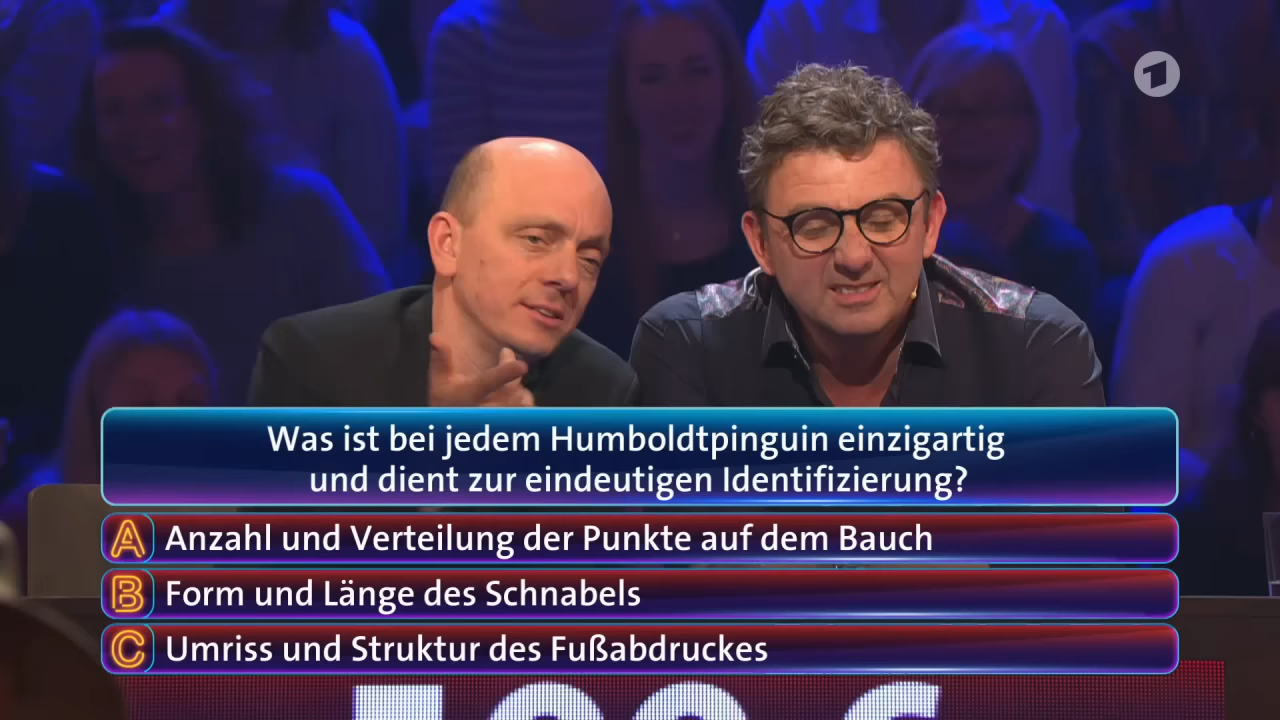 1
Was ist bei jedem Humboldtpinguin einzigartig
und dient zur eindeutigen Identifizierung?
A Anzahl und Verteilung der Punkte auf dem Bauch
B Form und Länge des Schnabels
C Umriss und Struktur des Fußabdruckes